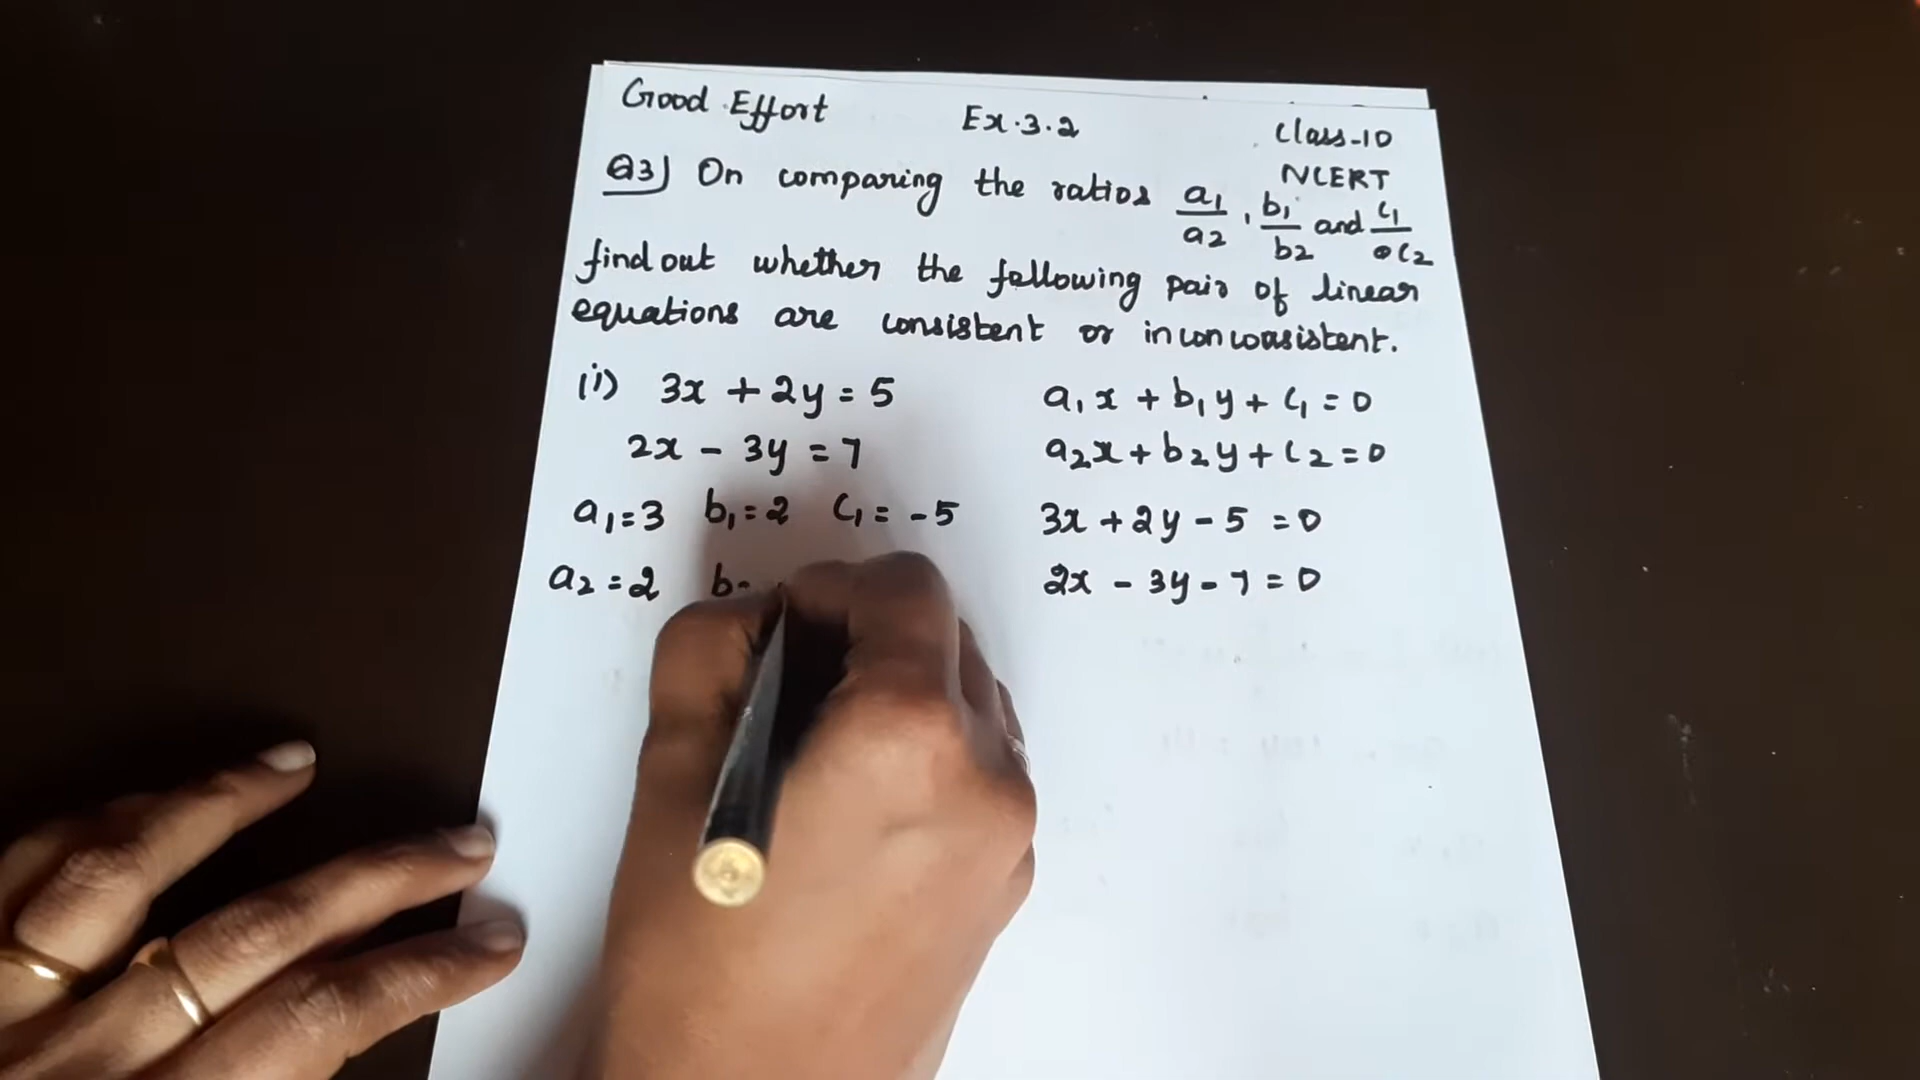 Good Effort Ex.3.2 Class-10
NCERT
Q3) On comparing the ratios a1/a2, b1/b2 and c1/c2
find out whether the following pair of linear
equations are consistent or inconconsistent.
(i) 3x + 2y = 5 a1x + b1y + c1 = 0
2x - 3y = 7 a2x + b2y + c2 = 0
a1 = 3 b1 = 2 c1 = -5 3x + 2y - 5 = 0
a2 = 2 b 2x - 3y - 7 = 0